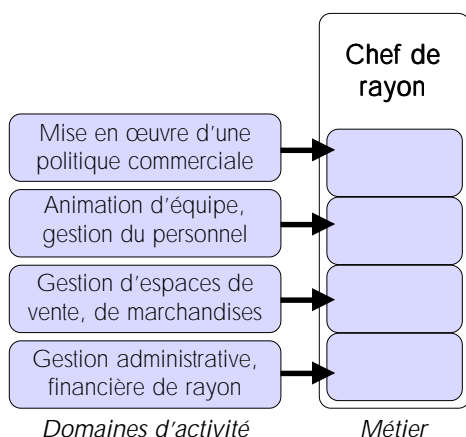 Chef de
rayon
Mise en œuvre d'une
politique commerciale
Animation d'équipe,
gestion du personnel
Gestion d'espaces de
vente, de marchandises
Gestion administrative,
financière de rayon
Domaines d'activité
Métier